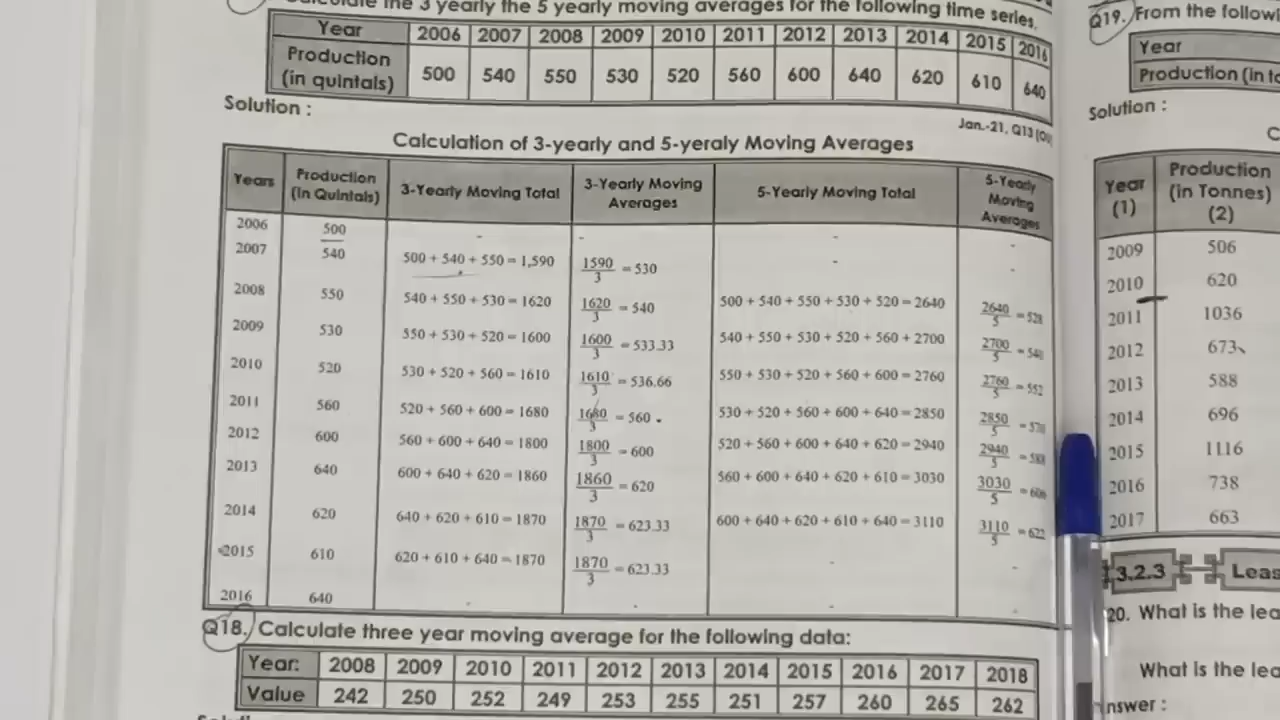 the 3 yearly the 5 yearly moving averages for the following time series.
Year 2006 2007 2008 2009 2010 2011 2012 2013 2014 2015 2016
Production (in quintals) 500 540 550 530 520 560 600 640 620 610 640
Solution :
Jan.-21, Q13
Calculation of 3-yearly and 5-yeraly Moving Averages
Years Production (In Quintals) 3-Yearly Moving Total 3-Yearly Moving Averages 5-Yearly Moving Total 5-Yearly Moving Averages
2006 500 - - - -
2007 540 500 + 540 + 550 = 1,590 1590/3 = 530 - -
2008 550 540 + 550 + 530 = 1620 1620/3 = 540 500 + 540 + 550 + 530 + 520 = 2640 2640/5 = 528
2009 530 550 + 530 + 520 = 1600 1600/3 = 533.33 540 + 550 + 530 + 520 + 560 + 2700 2700/5 = 540
2010 520 530 + 520 + 560 = 1610 1610/3 = 536.66 550 + 530 + 520 + 560 + 600 = 2760 2760/5 = 552
2011 560 520 + 560 + 600 = 1680 1680/3 = 560 530 + 520 + 560 + 600 + 640 = 2850 2850/5 = 570
2012 600 560 + 600 + 640 = 1800 1800/3 = 600 520 + 560 + 600 + 640 + 620 = 2940 2940/5 = 588
2013 640 600 + 640 + 620 = 1860 1860/3 = 620 560 + 600 + 640 + 620 + 610 = 3030 3030/5 = 606
2014 620 640 + 620 + 610 = 1870 1870/3 = 623.33 600 + 640 + 620 + 610 + 640 = 3110 3110/5 = 622
2015 610 620 + 610 + 640 = 1870 1870/3 = 623.33 - -
2016 640 - - - -
Q18. Calculate three year moving average for the following data:
Year: 2008 2009 2010 2011 2012 2013 2014 2015 2016 2017 2018
Value 242 250 252 249 253 255 251 257 260 265 262
Q19. From the
Year
Production (in
Solution :
Year (1) Production (in Tonnes) (2)
2009 506
2010 620
2011 1036
2012 673
2013 588
2014 696
2015 1116
2016 738
2017 663
3.2.3
20. What is the
What is the